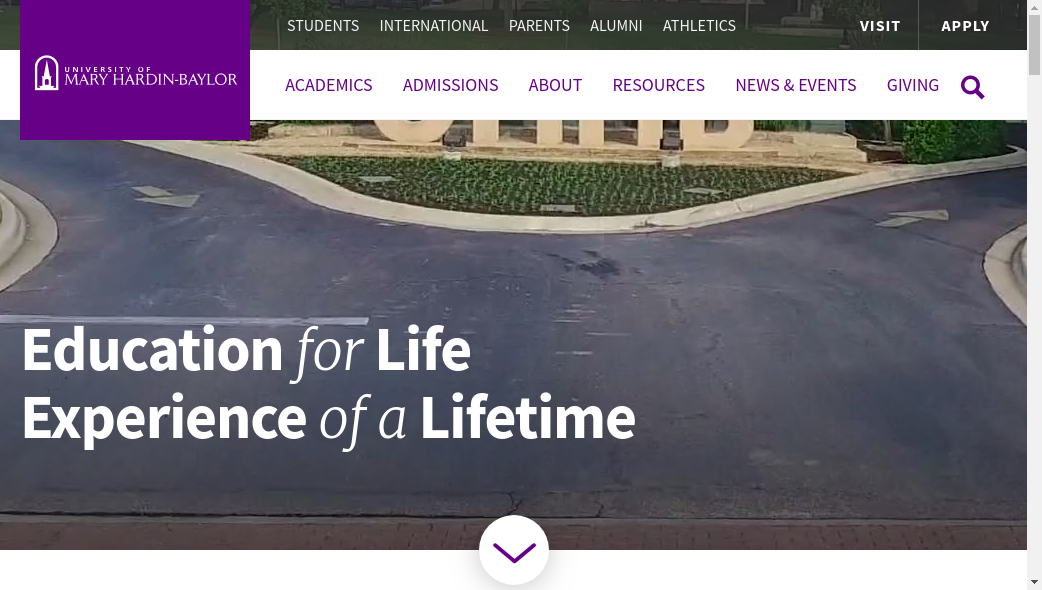 STUDENTS INTERNATIONAL PARENTS ALUMNI ATHLETICS VISIT APPLY
UNIVERSITY OF
MARY HARDIN-BAYLOR
ACADEMICS ADMISSIONS ABOUT RESOURCES NEWS & EVENTS GIVING
Education for Life
Experience of a Lifetime